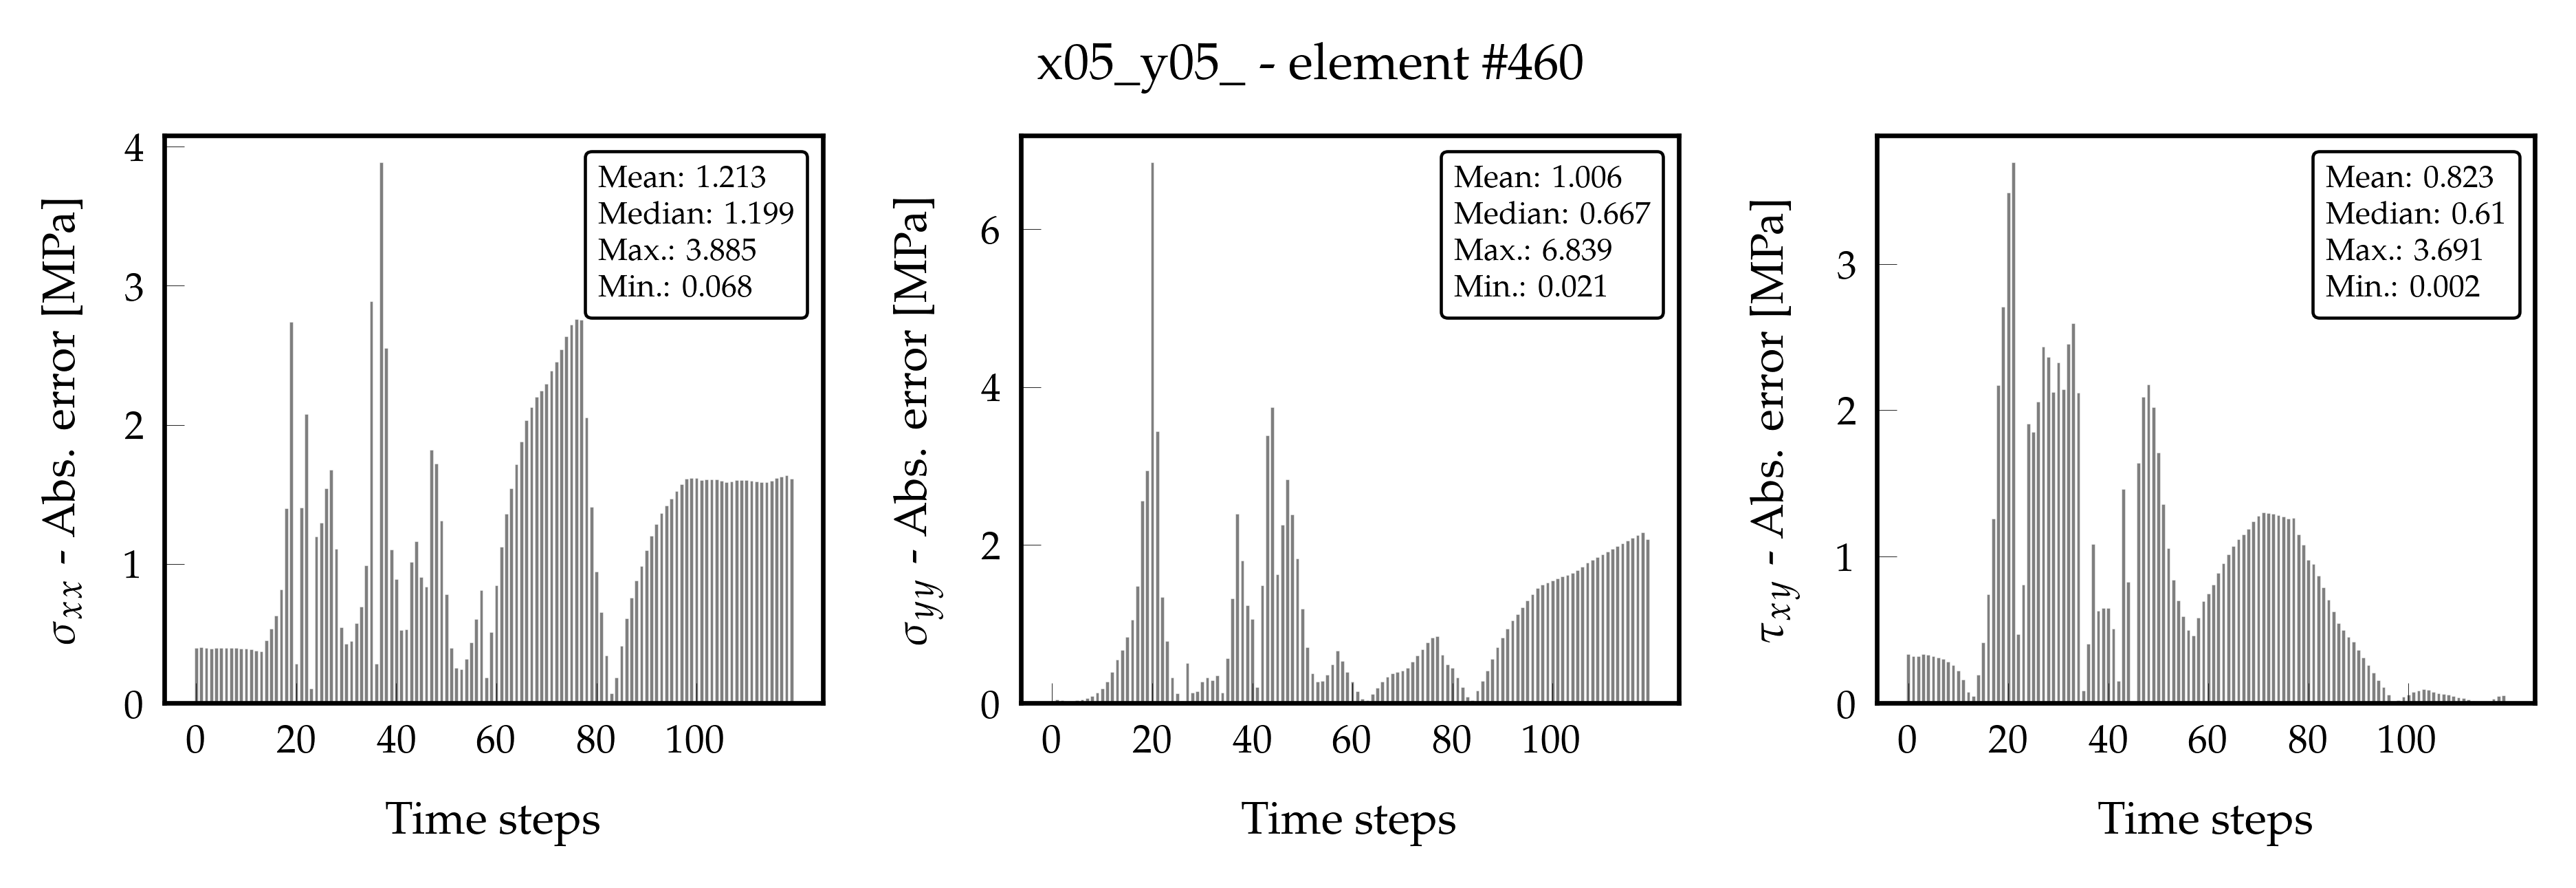 x05_y05_ - element #460
σxx - Abs. error [MPa]
4
3
2
1
0
Mean: 1.213
Median: 1.199
Max.: 3.885
Min.: 0.068
0 20 40 60 80 100
Time steps
σyy - Abs. error [MPa]
6
4
2
0
Mean: 1.006
Median: 0.667
Max.: 6.839
Min.: 0.021
0 20 40 60 80 100
Time steps
τxy - Abs. error [MPa]
3
2
1
0
Mean: 0.823
Median: 0.61
Max.: 3.691
Min.: 0.002
0 20 40 60 80 100
Time steps